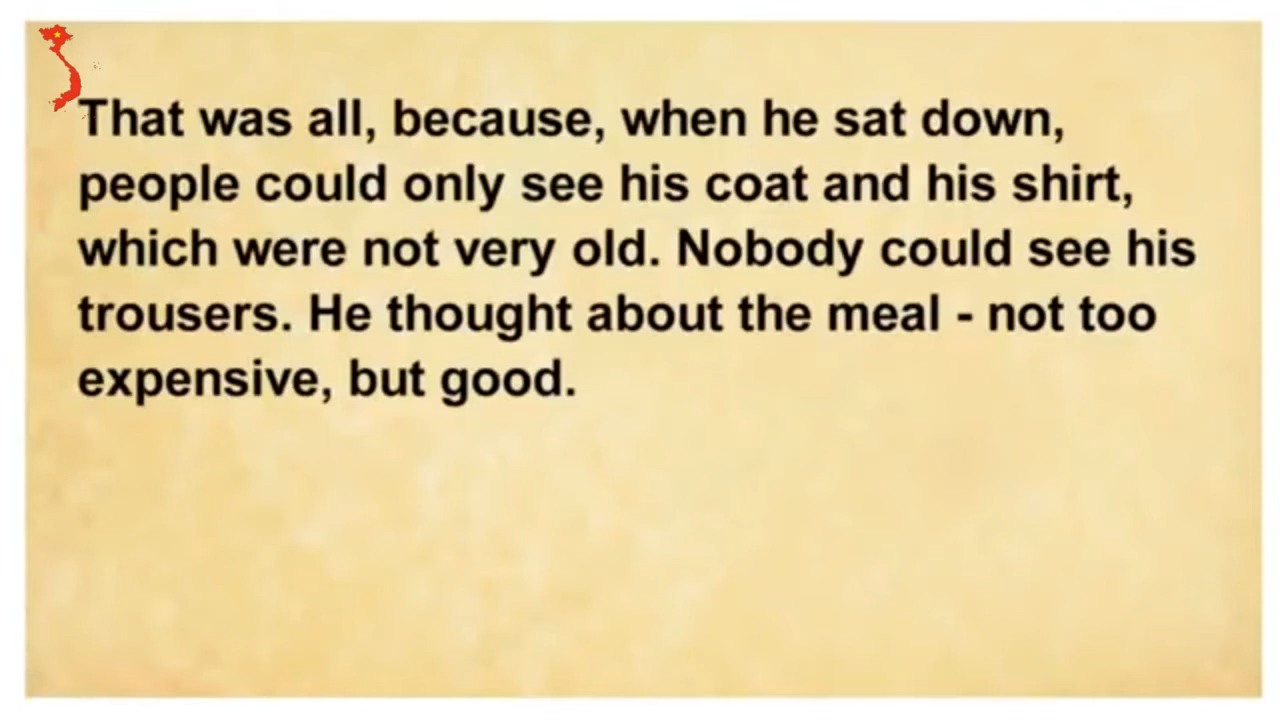 That was all, because, when he sat down,
people could only see his coat and his shirt,
which were not very old. Nobody could see his
trousers. He thought about the meal - not too
expensive, but good.